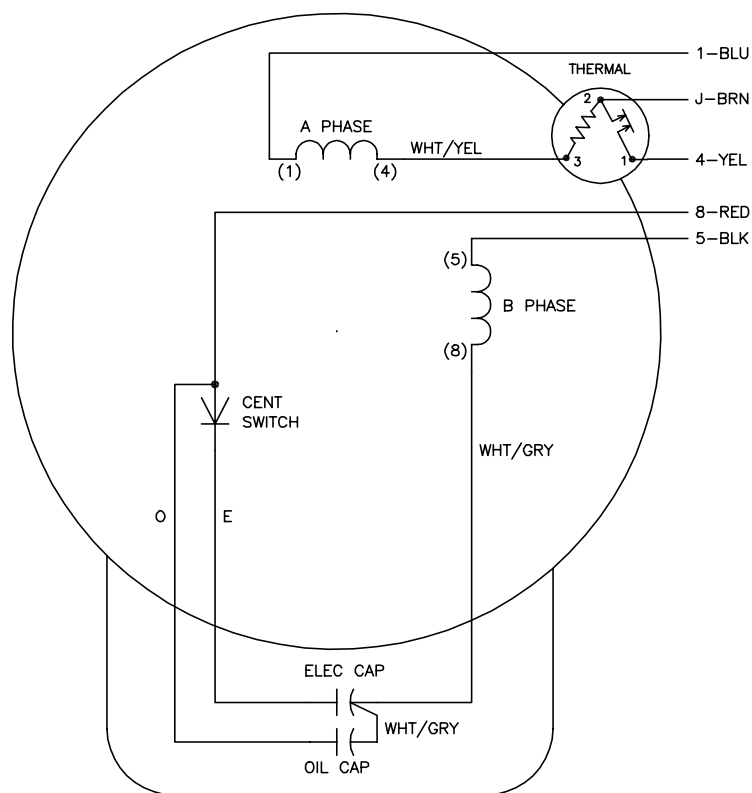 1-BLU
THERMAL
J-BRN
2
A PHASE
WHT/YEL
3
1
4-YEL
(1)
(4)
8-RED
5-BLK
(5)
B PHASE
(8)
CENT
SWITCH
WHT/GRY
O
E
ELEC CAP
WHT/GRY
OIL CAP